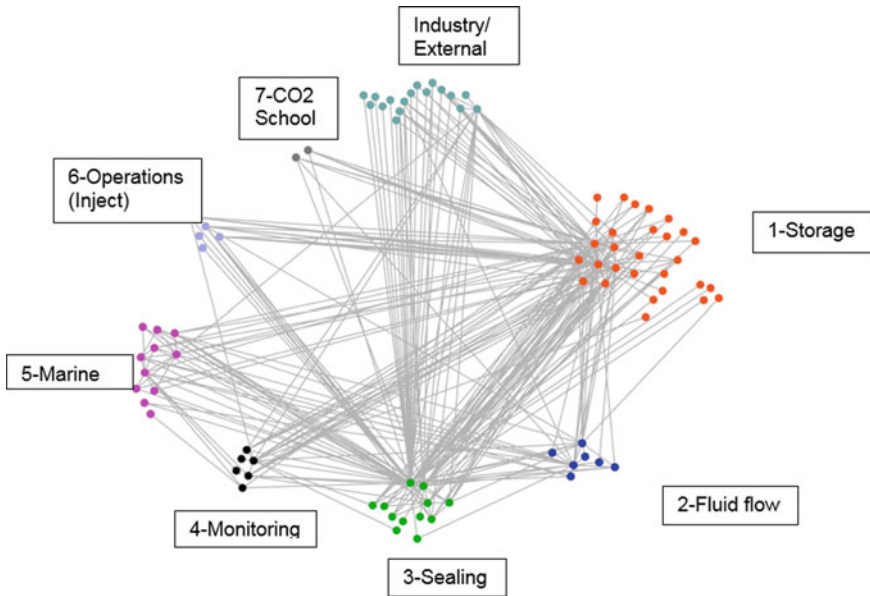 Industry/
External
7-CO2
School
6-Operations
(Inject)
1-Storage
5-Marine
2-Fluid flow
4-Monitoring
3-Sealing